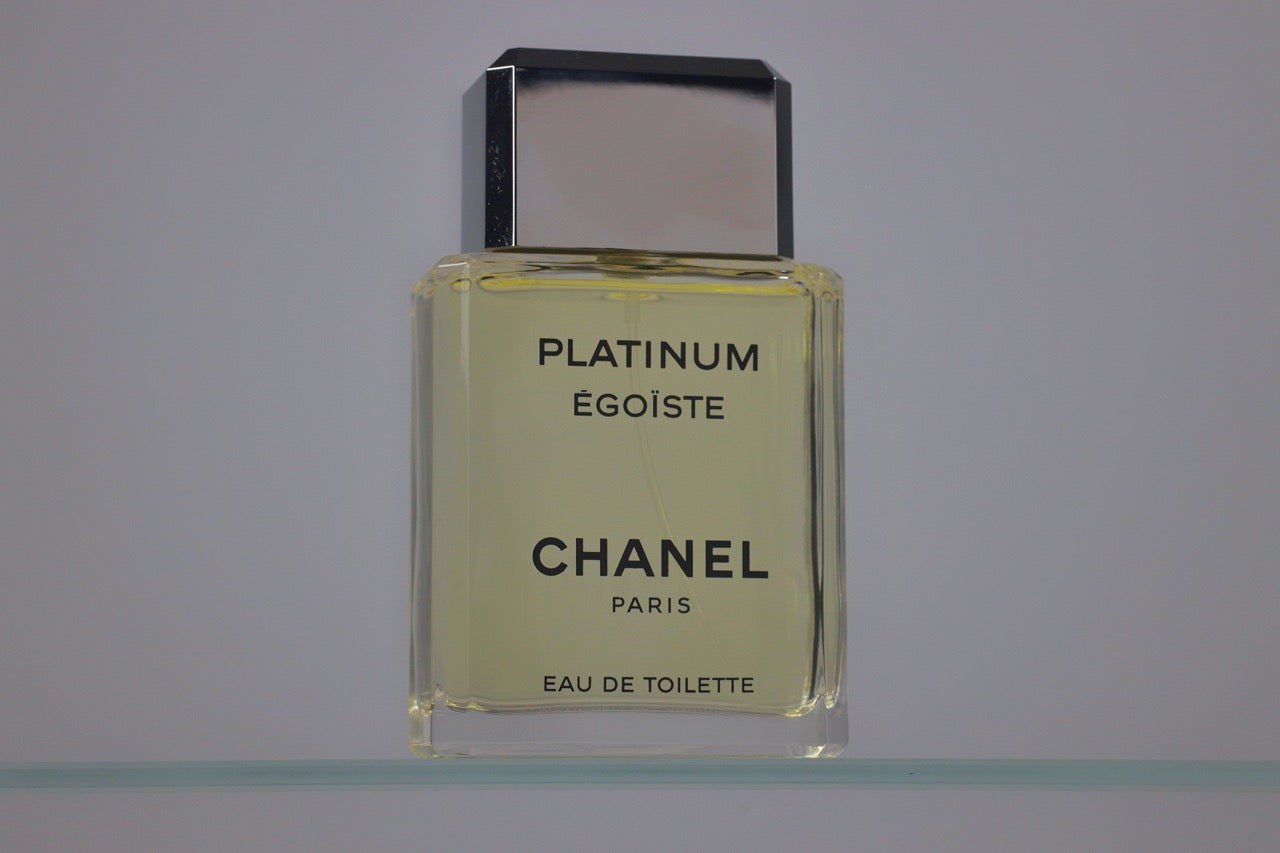 PLATINUM
ÉGOÏSTE
CHANEL
PARIS
EAU DE TOILETTE